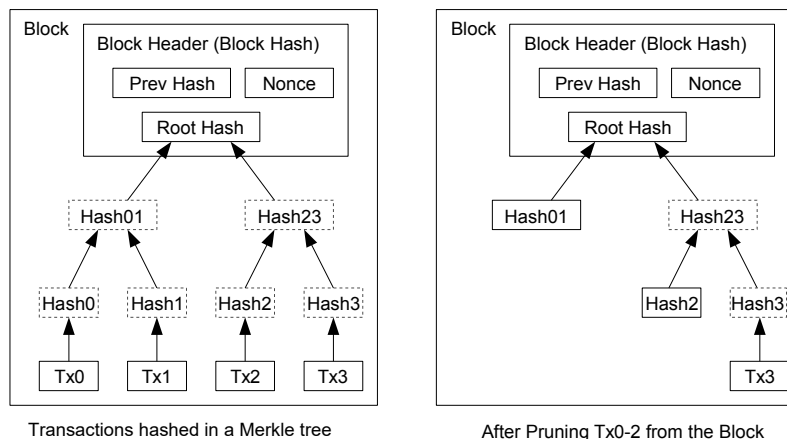 Block
Block Header (Block Hash)
Prev Hash Nonce
Root Hash
Hash01 Hash23
Hash0 Hash1 Hash2 Hash3
Tx0 Tx1 Tx2 Tx3
Transactions hashed in a Merkle tree
Block
Block Header (Block Hash)
Prev Hash Nonce
Root Hash
Hash01 Hash23
Hash2 Hash3
Tx3
After Pruning Tx0-2 from the Block